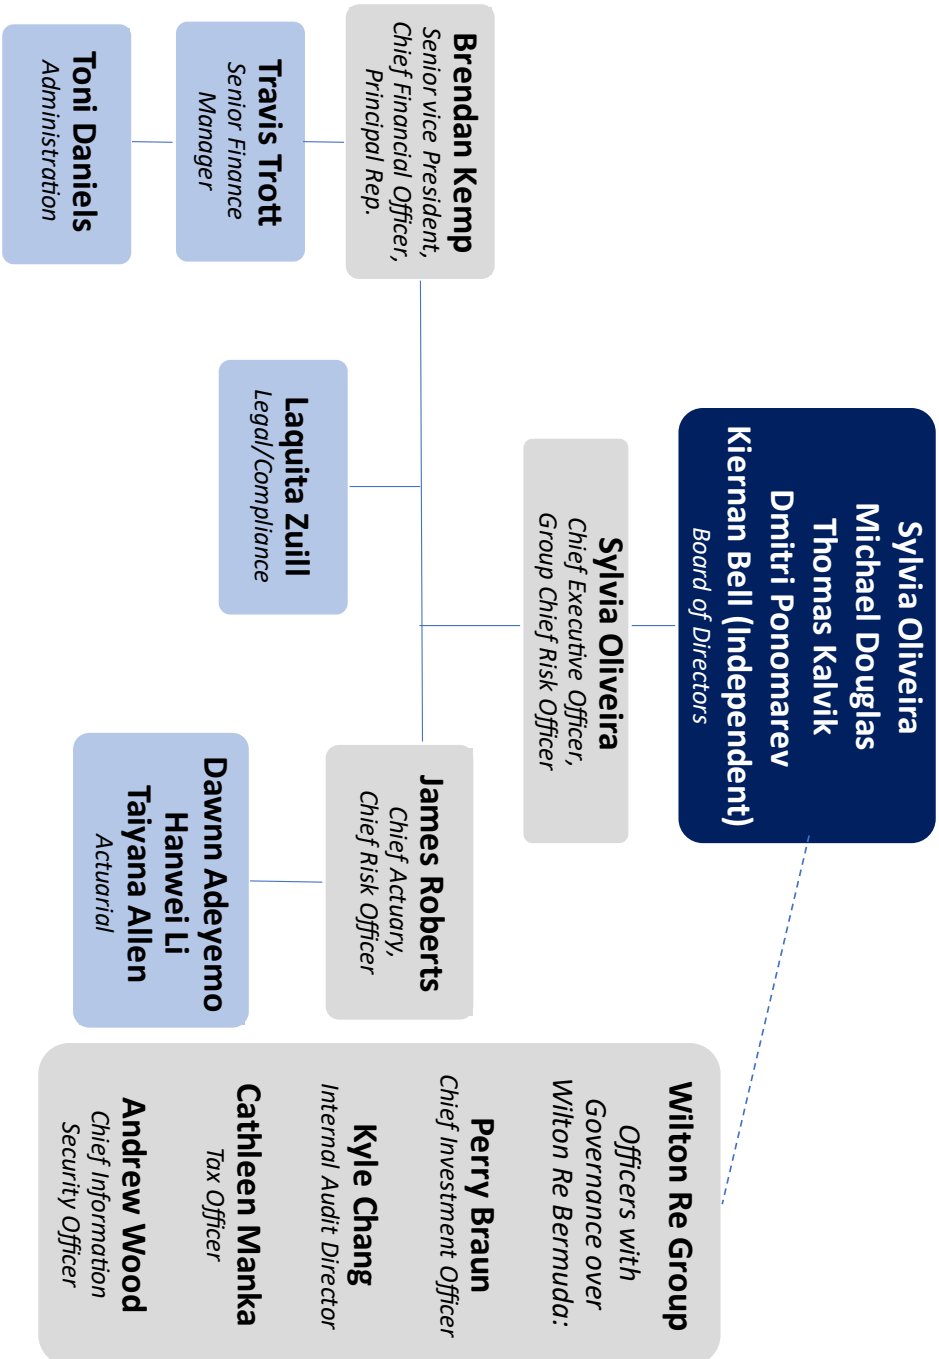 Sylvia Oliveira
Michael Douglas
Thomas Kalvik
Dmitri Ponomarev
Kiernan Bell (Independent)
Board of Directors
Sylvia Oliveira
Chief Executive Officer,
Group Chief Risk Officer
Brendan Kemp
Senior vice President,
Chief Financial Officer,
Principal Rep.
Travis Trott
Senior Finance
Manager
Toni Daniels
Administration
Laquita Zuill
Legal/Compliance
James Roberts
Chief Actuary,
Chief Risk Officer
Dawnn Adeyemo
Hanwei Li
Taiyana Allen
Actuarial
Wilton Re Group
Officers with
Governance over
Wilton Re Bermuda:
Perry Braun
Chief Investment Officer
Kyle Chang
Internal Audit Director
Cathleen Manka
Tax Officer
Andrew Wood
Chief Information
Security Officer